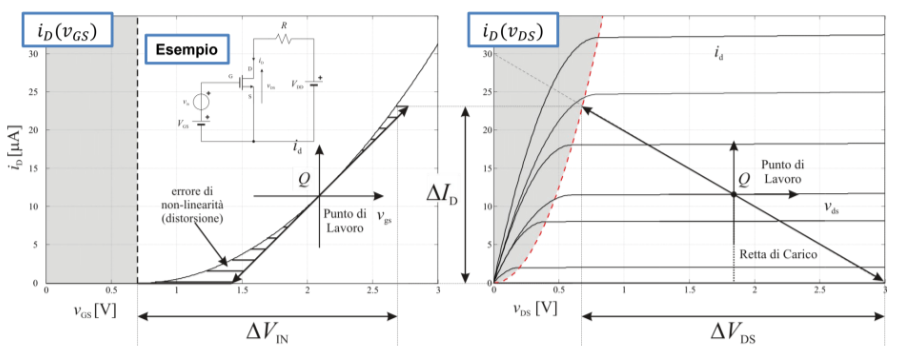 i_D(v_GS)
Esempio
R
D
i_D
G
S
v_DS
V_DD
V_GS
i_d
Q
v_gs
Punto di
Lavoro
errore di
non-linearità
(distorsione)
i_D [µA]
30
25
20
15
10
5
0
0
0.5
1
1.5
2
2.5
3
v_GS [V]
ΔV_IN
ΔI_D
i_D(v_DS)
i_d
Punto di
Lavoro
Q
v_ds
Retta di Carico
30
25
20
15
10
5
0
0
0.5
1
1.5
2
2.5
3
v_DS [V]
ΔV_DS